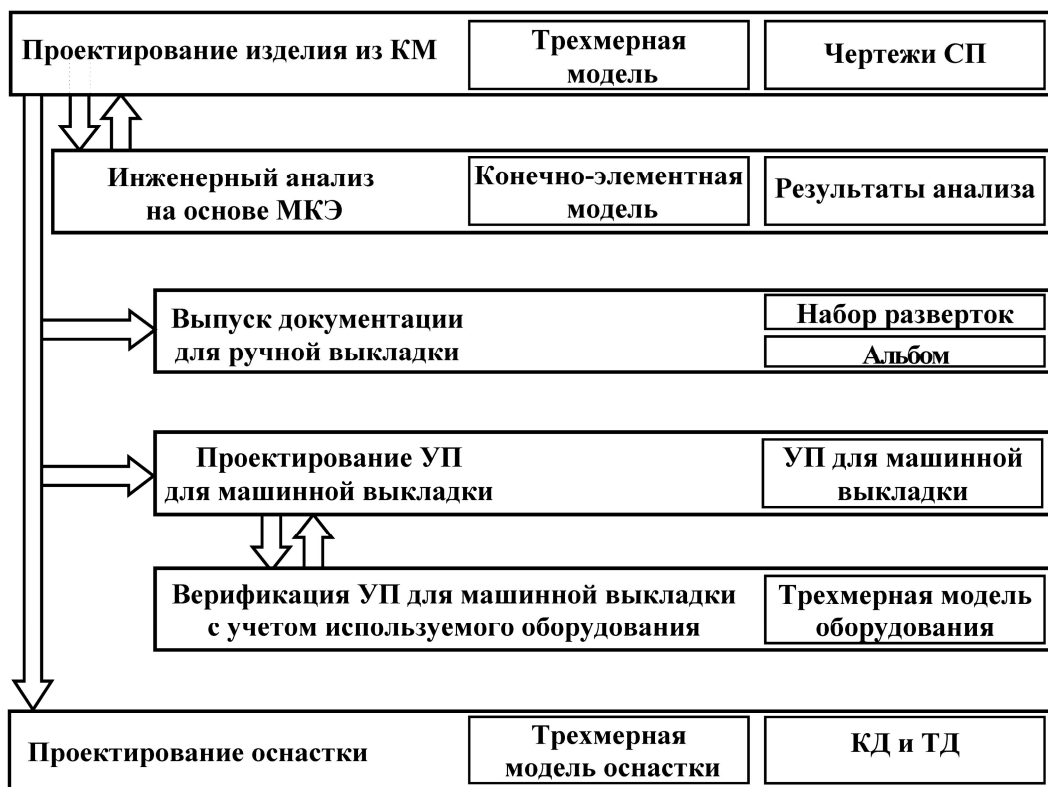 Проектирование изделия из КМ
Трехмерная
модель
Чертежи СП
Инженерный анализ
на основе МКЭ
Конечно-элементная
модель
Результаты анализа
Выпуск документации
для ручной выкладки
Набор разверток
Альбом
Проектирование УП
для машинной выкладки
УП для машинной
выкладки
Верификация УП для машинной выкладки
с учетом используемого оборудования
Трехмерная модель
оборудования
Проектирование оснастки
Трехмерная
модель оснастки
КД и ТД